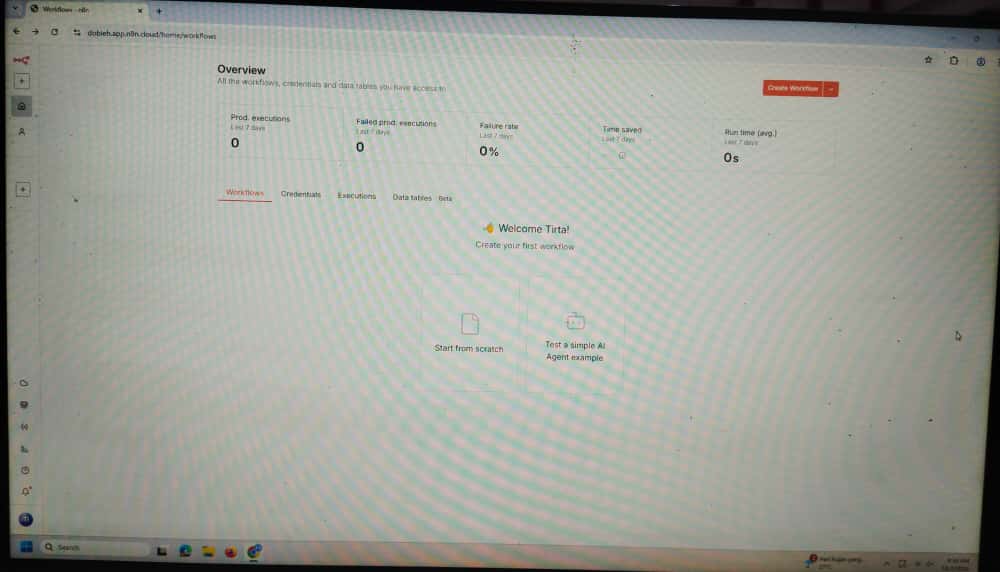 Workflows - n8n
dobleh.app.n8n.cloud/home/workflows
Overview
All the workflows, credentials and data tables you have access to
Create Workflow
Prod. executions
Last 7 days
0
Failed prod. executions
Last 7 days
0
Failure rate
Last 7 days
0%
Time saved
Last 7 days
Run time (avg.)
Last 7 days
0s
Workflows
Credentials
Executions
Data tables Beta
👋 Welcome Tirta!
Create your first workflow
Start from scratch
Test a simple AI
Agent example
Search